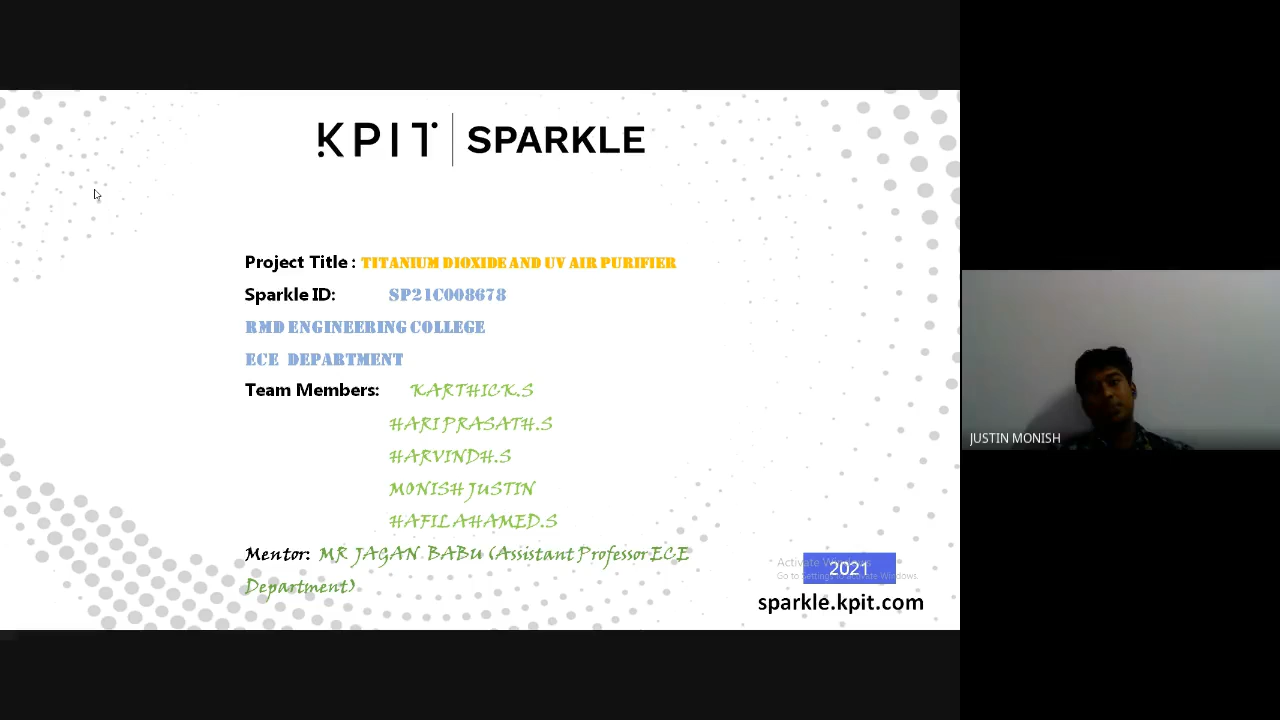 KPIT | SPARKLE
Project Title : TITANIUM DIOXIDE AND UV AIR PURIFIER
Sparkle ID: SP21C008678
RMD ENGINEERING COLLEGE
ECE DEPARTMENT
Team Members: KARTHICK.S
HARI PRASATH.S
HARVINDH.S
MONISH JUSTIN
HAFILAHAMED.S
Mentor: MR JAGAN BABU (Assistant Professor ECE
Department)
Activate Windows
2021
Go to Settings to activate Windows.
sparkle.kpit.com
JUSTIN MONISH